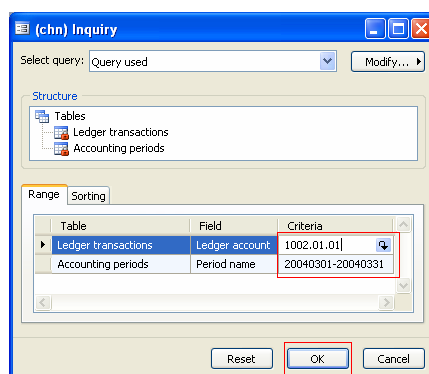 (chn) Inquiry
Select query: Query used Modify...
Structure
Tables
Ledger transactions
Accounting periods
Range Sorting
Table Field Criteria
Ledger transactions Ledger account 1002.01.01
Accounting periods Period name 20040301-20040331
Reset OK Cancel